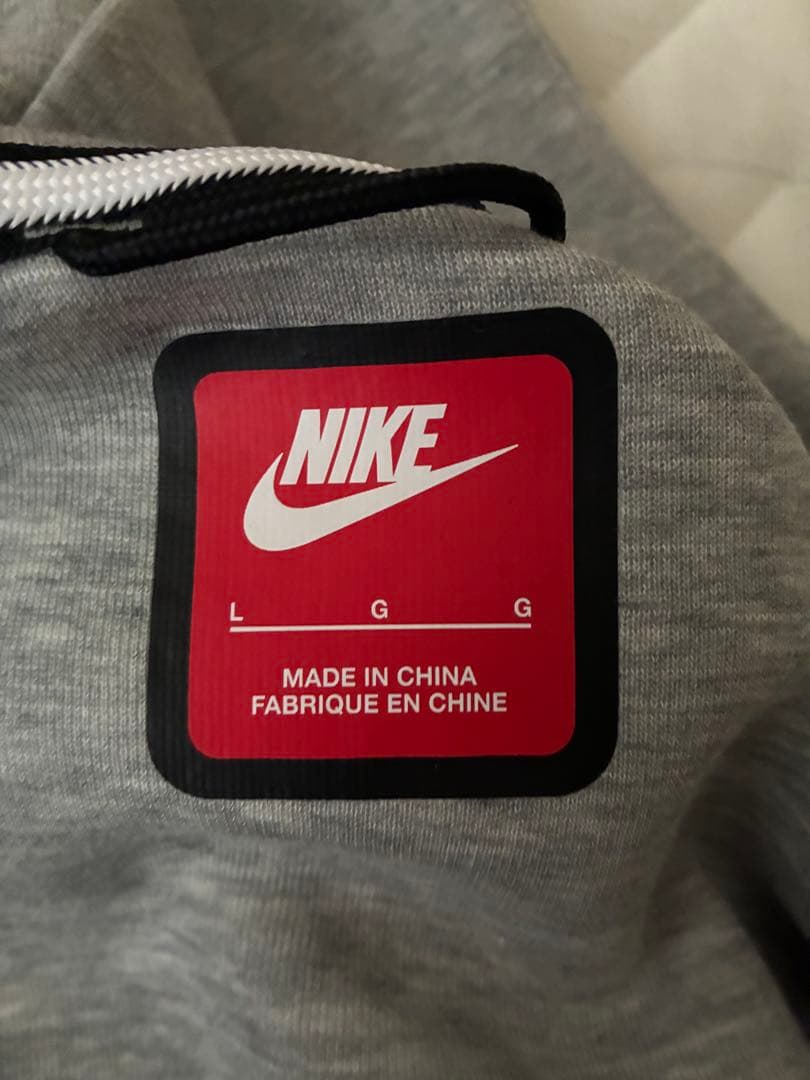 NIKE
L G G
MADE IN CHINA
FABRIQUE EN CHINE